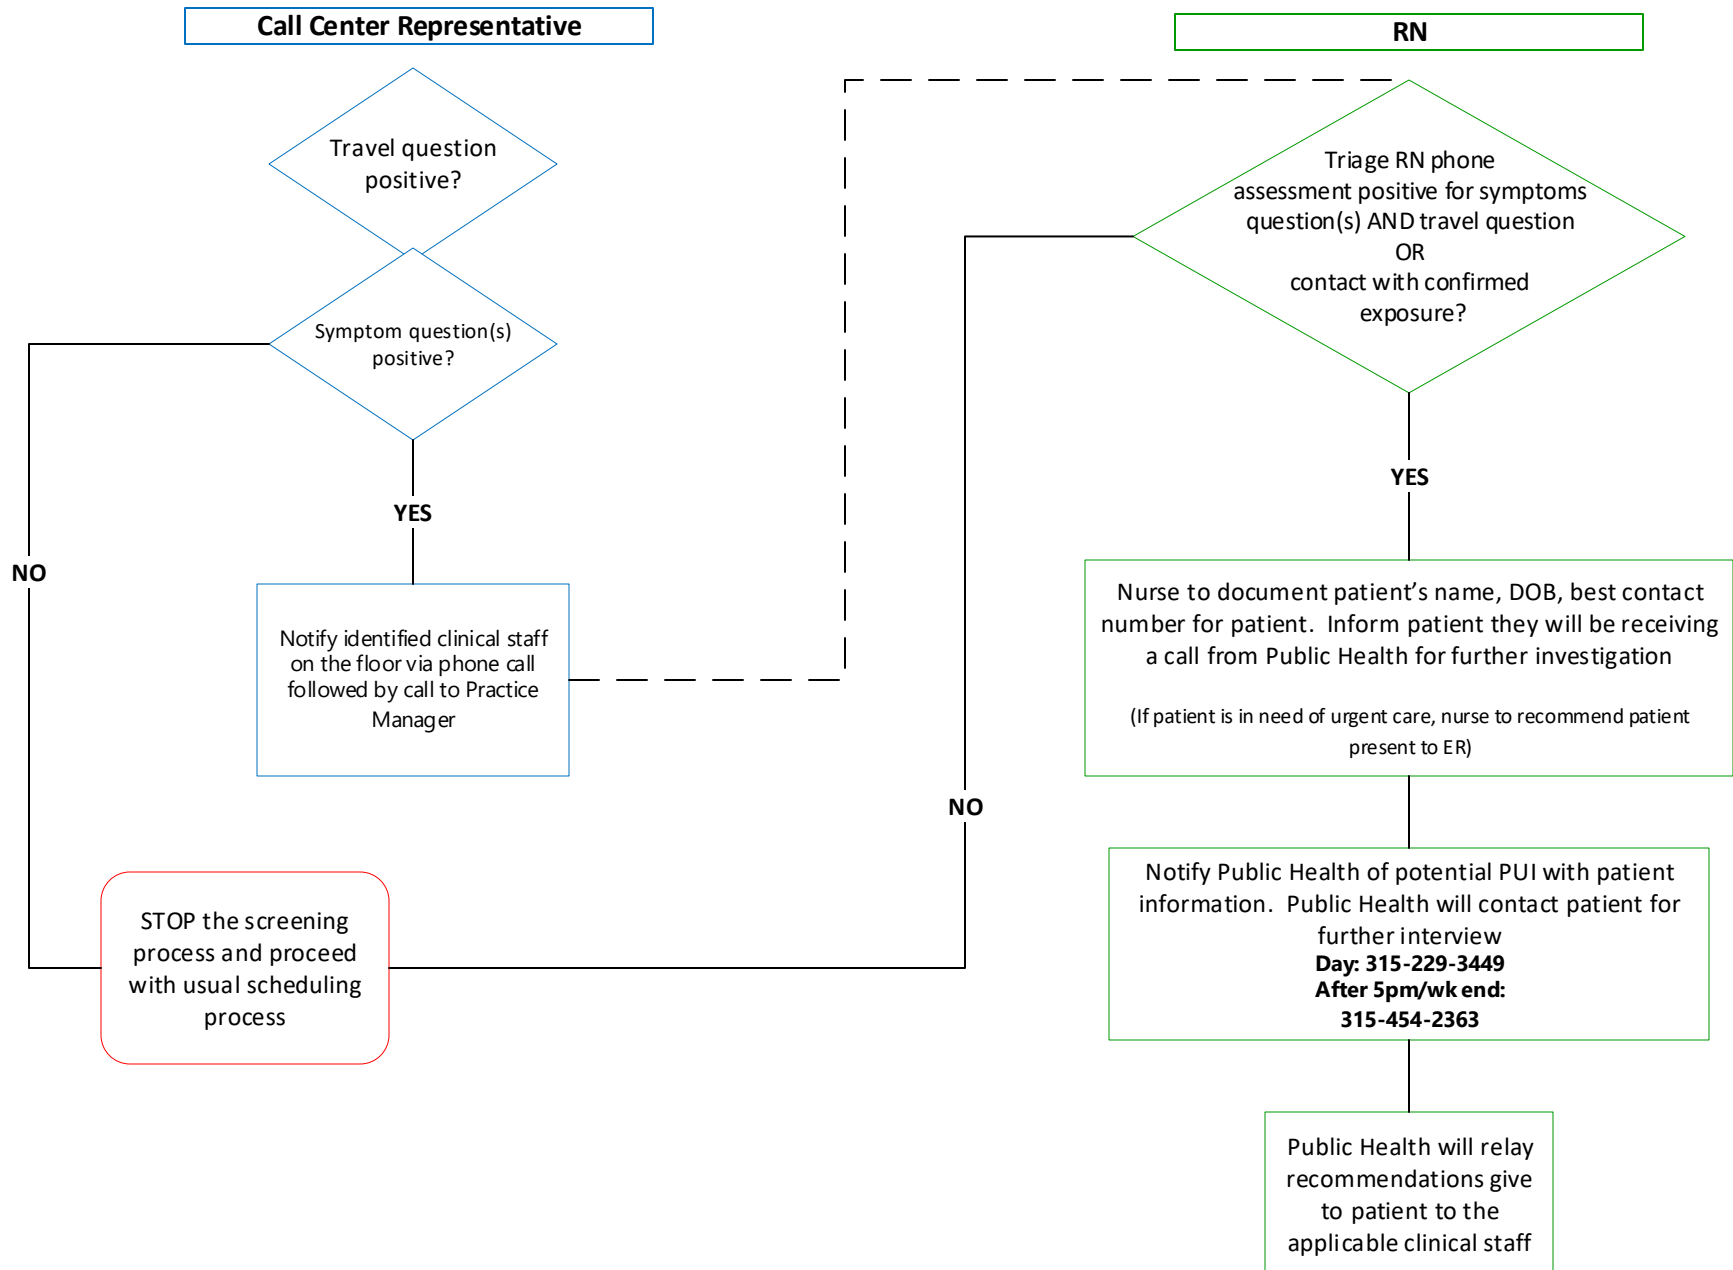 Call Center Representative
Travel question
positive?
Symptom question(s)
positive?
YES
NO
Notify identified clinical staff
on the floor via phone call
followed by call to Practice
Manager
STOP the screening
process and proceed
with usual scheduling
process
RN
Triage RN phone
assessment positive for symptoms
question(s) AND travel question
OR
contact with confirmed
exposure?
YES
NO
Nurse to document patient’s name, DOB, best contact
number for patient. Inform patient they will be receiving
a call from Public Health for further investigation
(If patient is in need of urgent care, nurse to recommend patient
present to ER)
Notify Public Health of potential PUI with patient
information. Public Health will contact patient for
further interview
Day: 315-229-3449
After 5pm/wk end:
315-454-2363
Public Health will relay
recommendations give
to patient to the
applicable clinical staff